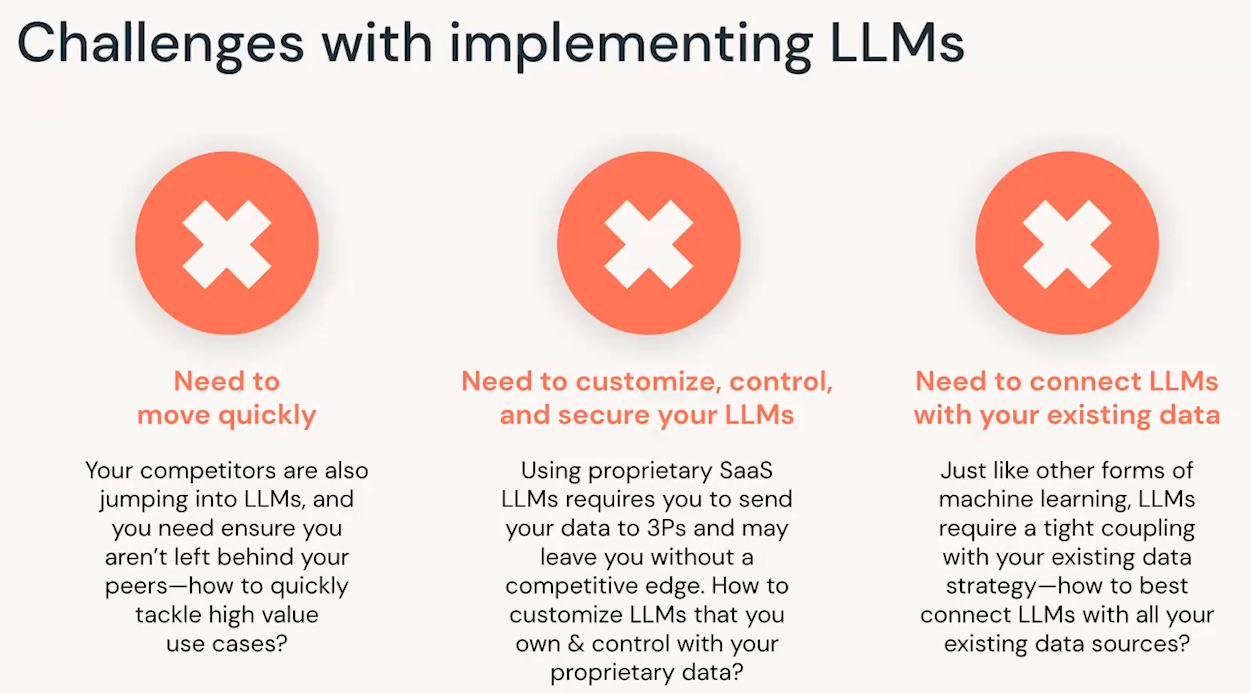 Challenges with implementing LLMs
Need to
move quickly
Your competitors are also
jumping into LLMs, and
you need ensure you
aren’t left behind your
peers—how to quickly
tackle high value
use cases?
Need to customize, control,
and secure your LLMs
Using proprietary SaaS
LLMs requires you to send
your data to 3Ps and may
leave you without a
competitive edge. How to
customize LLMs that you
own & control with your
proprietary data?
Need to connect LLMs
with your existing data
Just like other forms of
machine learning, LLMs
require a tight coupling
with your existing data
strategy—how to best
connect LLMs with all your
existing data sources?